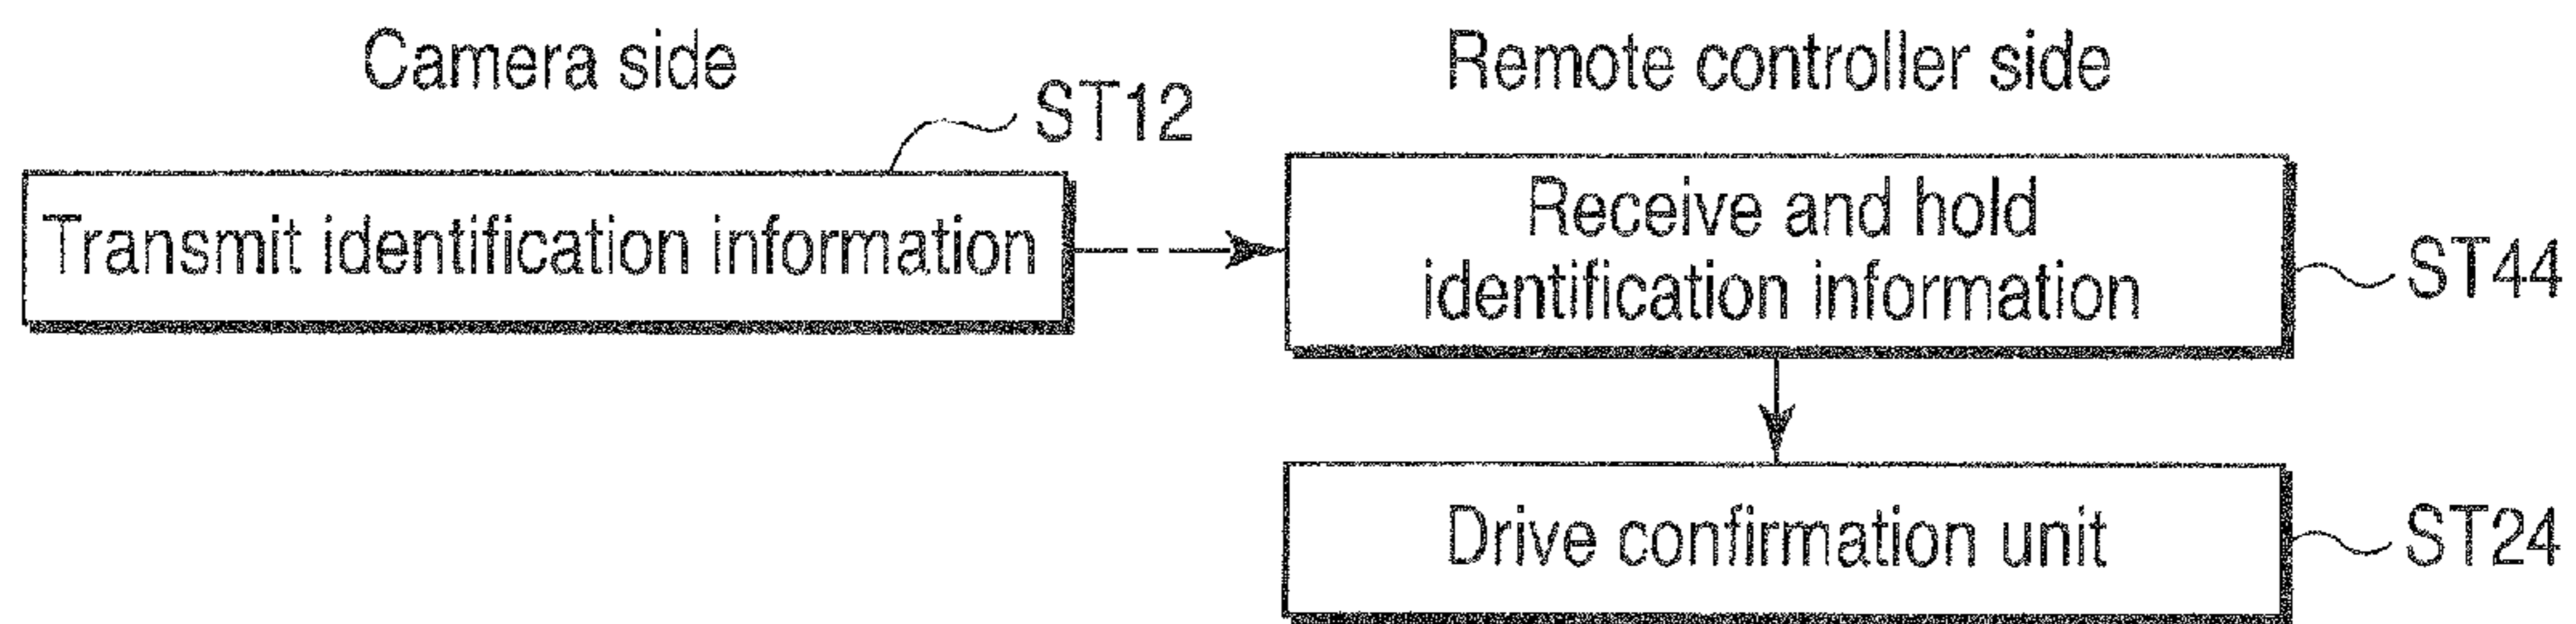 Camera side
Remote controller side
ST12
Transmit identification information
Receive and hold
identification information
ST44
Drive confirmation unit
ST24